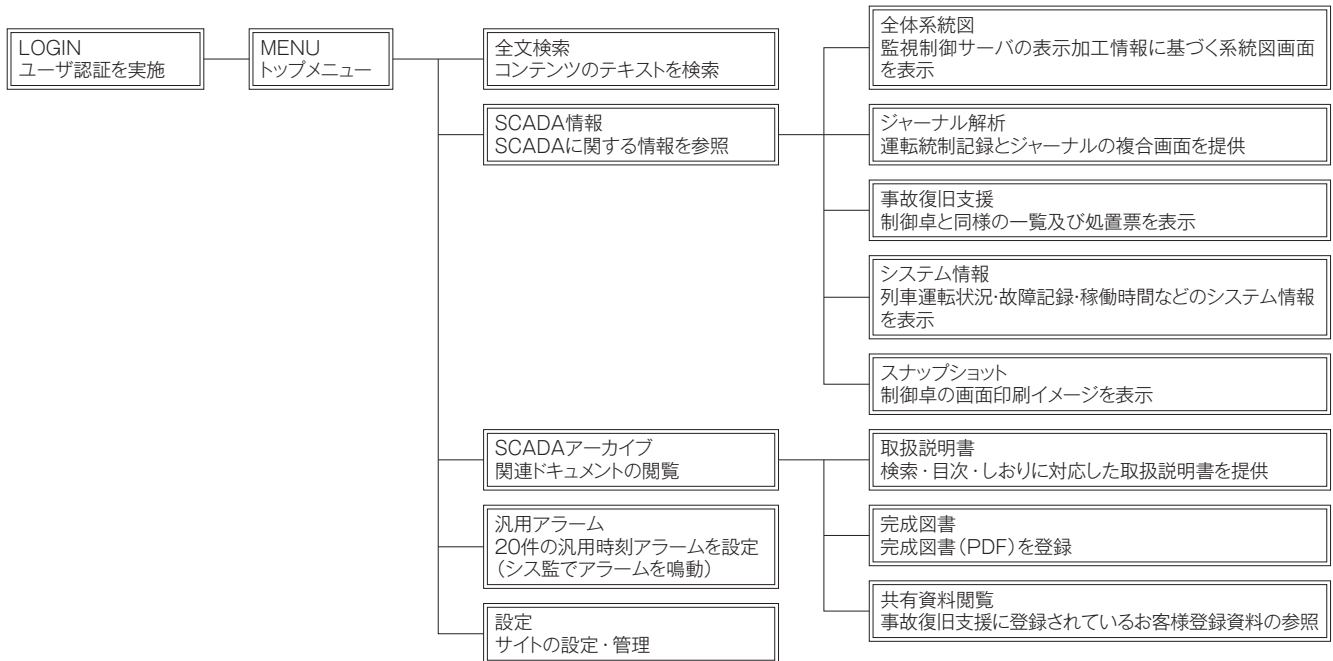 LOGIN
ユーザ認証を実施
MENU
トップメニュー
全文検索
コンテンツのテキストを検索
SCADA情報
SCADAに関する情報を参照
全体系統図
監視制御サーバの表示加工情報に基づく系統図画面
を表示
ジャーナル解析
運転統制記録とジャーナルの複合画面を提供
事故復旧支援
制御卓と同様の一覧及び処置票を表示
システム情報
列車運転状況・故障記録・稼働時間などのシステム情報
を表示
スナップショット
制御卓の画面印刷イメージを表示
SCADAアーカイブ
関連ドキュメントの閲覧
取扱説明書
検索・目次・しおりに対応した取扱説明書を提供
完成図書
完成図書(PDF)を登録
共有資料閲覧
事故復旧支援に登録されているお客様登録資料の参照
汎用アラーム
20件の汎用時刻アラームを設定
(シス監でアラームを鳴動)
設定
サイトの設定・管理